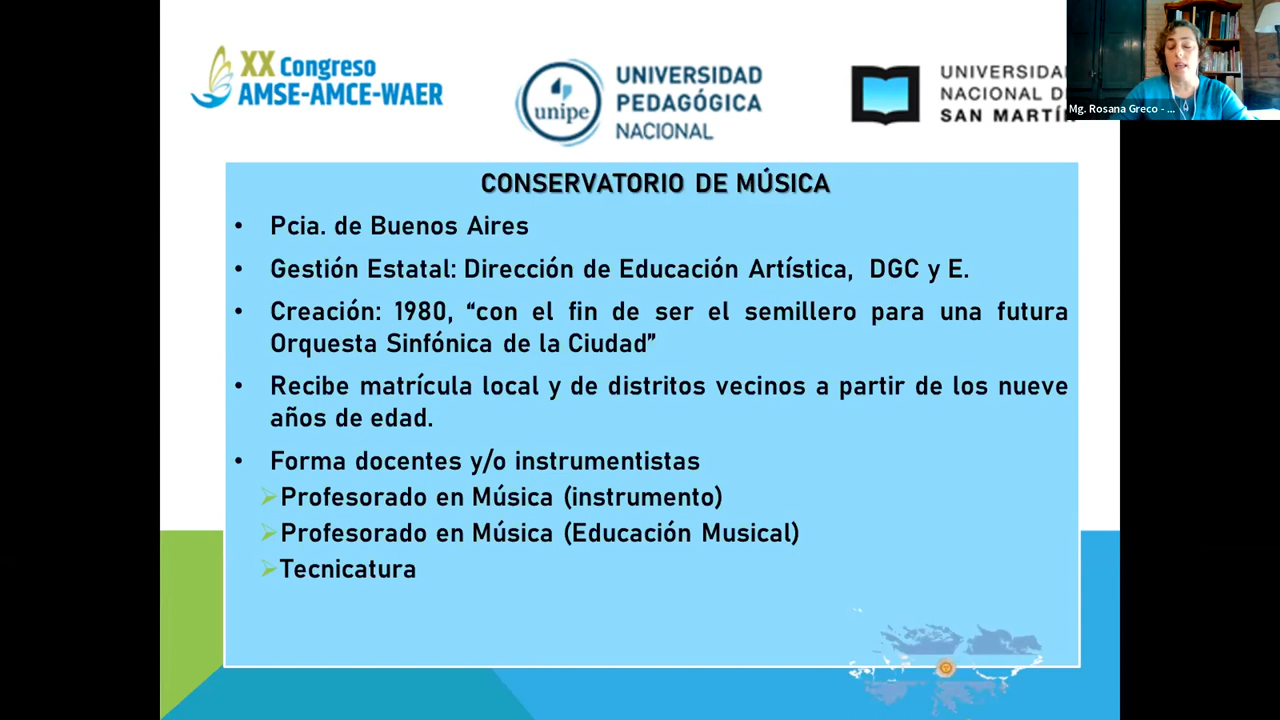 XX Congreso
AMSE-AMCE-WAER
unipe
UNIVERSIDAD
PEDAGÓGICA
NACIONAL
UNIVERSIDA
NACIONAL D
SAN MARTÍN
Mg. Rosana Greco - ...
CONSERVATORIO DE MÚSICA
• Pcia. de Buenos Aires
• Gestión Estatal: Dirección de Educación Artística, DGC y E.
• Creación: 1980, “con el fin de ser el semillero para una futura
Orquesta Sinfónica de la Ciudad”
• Recibe matrícula local y de distritos vecinos a partir de los nueve
años de edad.
• Forma docentes y/o instrumentistas
➢Profesorado en Música (instrumento)
➢Profesorado en Música (Educación Musical)
➢Tecnicatura